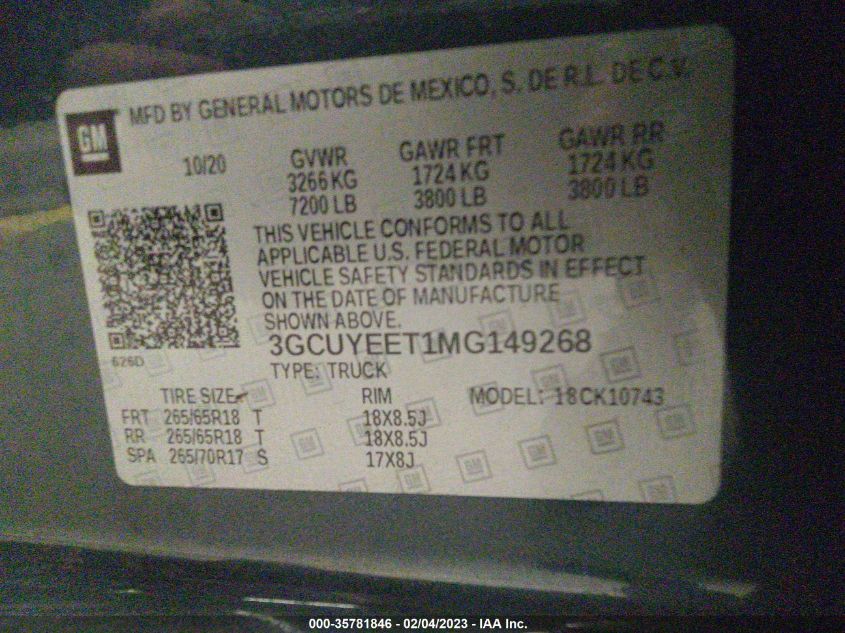 MFD BY GENERAL MOTORS DE MEXICO, S. DE R.L. DE C.V.
GM
10/20
GVWR GAWR FRT GAWR RR
3266 KG 1724 KG 1724 KG
7200 LB 3800 LB 3800 LB
THIS VEHICLE CONFORMS TO ALL
APPLICABLE U.S. FEDERAL MOTOR
VEHICLE SAFETY STANDARDS IN EFFECT
ON THE DATE OF MANUFACTURE
SHOWN ABOVE.
626D
3GCUYEET1MG149268
TYPE: TRUCK
TIRE SIZE RIM MODEL: 18CK10743
FRT 265/65R18 T 18X8.5J
RR 265/65R18 T 18X8.5J
SPA 265/70R17 S 17X8J
000-35781846 - 02/04/2023 - IAA Inc.